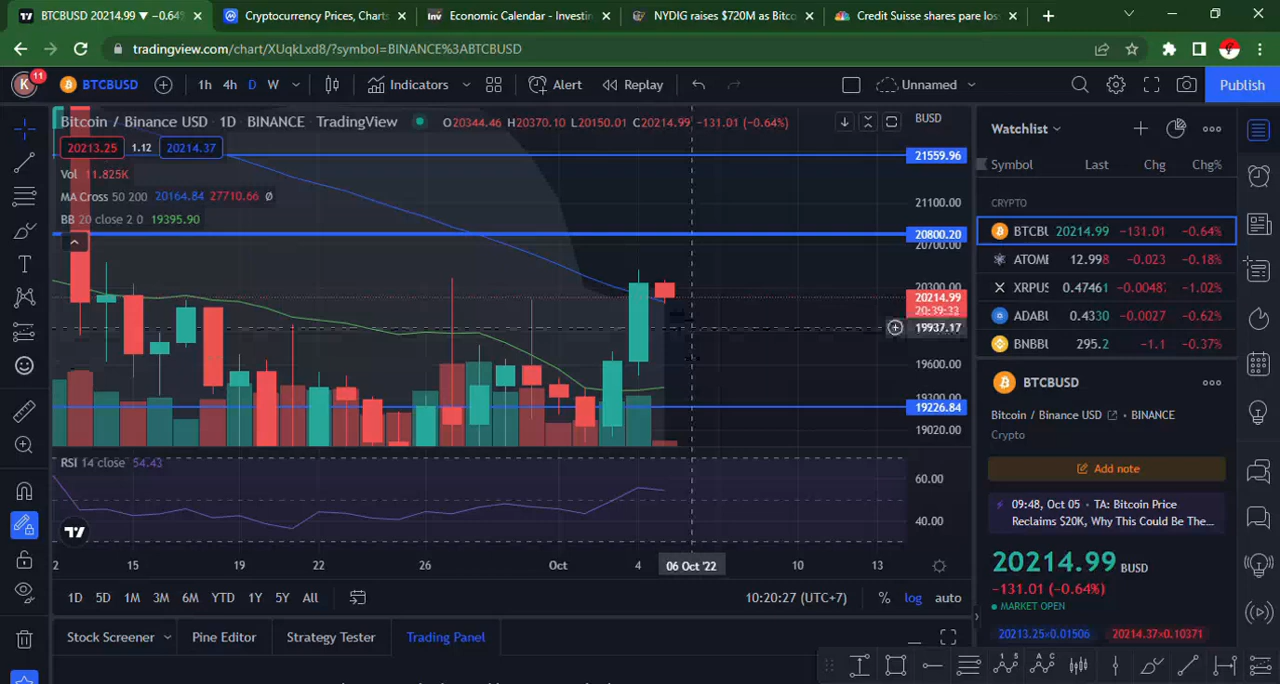 BTCBUSD 20214.99 ▼ −0.64%
Cryptocurrency Prices, Charts
Inv Economic Calendar - Investin
NYDIG raises $720M as Bitco
Credit Suisse shares pare los
tradingview.com/chart/XUqkLxd8/?symbol=BINANCE%3ABTCBUSD
K 11
BTCUSD
1h 4h D W
Indicators
Alert
Replay
Unnamed
Publish
Bitcoin / Binance USD · 1D · BINANCE · TradingView
O20344.46 H20370.10 L20150.01 C20214.99 −131.01 (−0.64%)
BUSD
20213.25 1.12 20214.37
Vol 11.825K
MA Cross 50 200 20164.84 27710.66 Ø
BB 20 close 2 0 19395.90
21559.96
21100.00
20800.20
20700.00
20300.00
20214.99
20:39:32
19937.17
19600.00
19226.84
19020.00
RSI 14 close 54.43
60.00
40.00
2 15 19 22 26 Oct 4 06 Oct '22 10 13
1D 5D 1M 3M 6M YTD 1Y 5Y All
10:20:27 (UTC+7) % log auto
Stock Screener Pine Editor Strategy Tester Trading Panel
Watchlist
Symbol Last Chg Chg%
CRYPTO
BTCBU 20214.99 −131.01 −0.64%
ATOME 12.998 −0.023 −0.18%
XRPUS 0.47461 −0.0048 −1.02%
ADABU 0.4330 −0.0027 −0.62%
BNBBU 295.2 −1.1 −0.37%
BTCBUSD
Bitcoin / Binance USD · BINANCE
Crypto
Add note
09:48, Oct 05 · TA: Bitcoin Price
Reclaims $20K, Why This Could Be The...
20214.99 BUSD
−131.01 (−0.64%)
MARKET OPEN
20213.25×0.01506 20214.37×0.10371